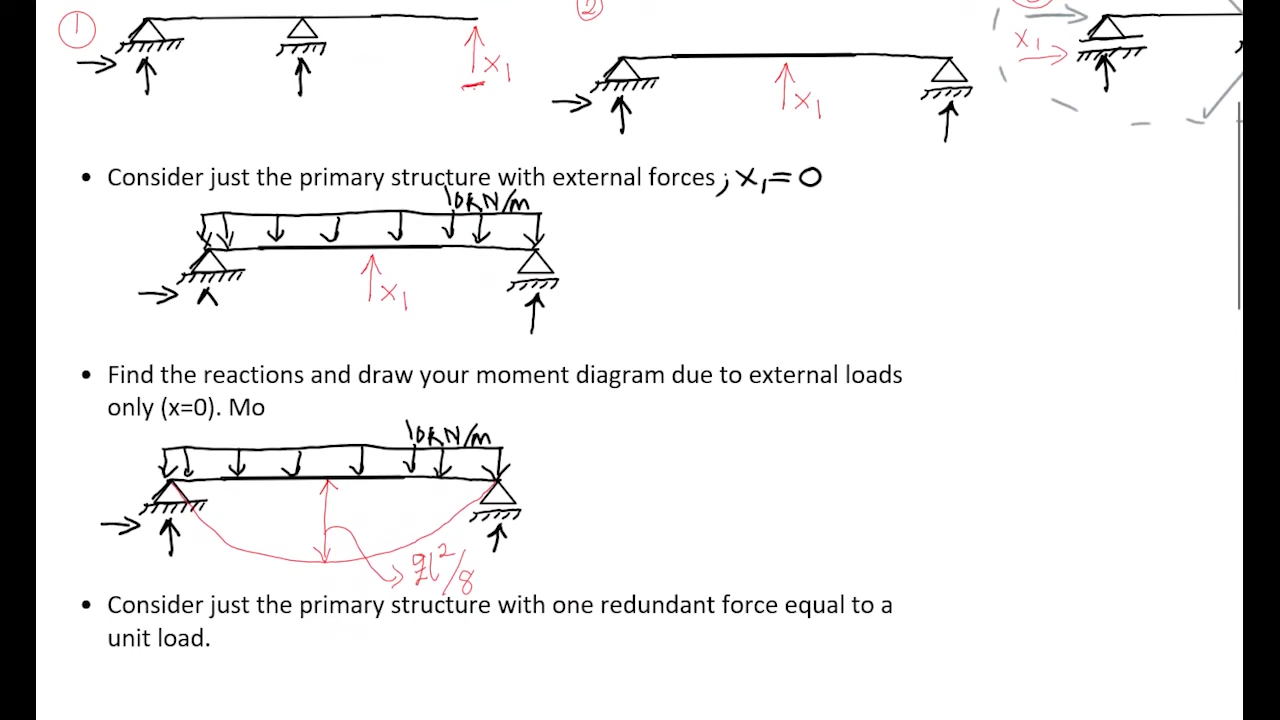 1
2
X1
X1
X1
• Consider just the primary structure with external forces ; X1=0
10KN/m
X1
• Find the reactions and draw your moment diagram due to external loads
only (x=0). Mo
10KN/m
ql²/8
• Consider just the primary structure with one redundant force equal to a
unit load.